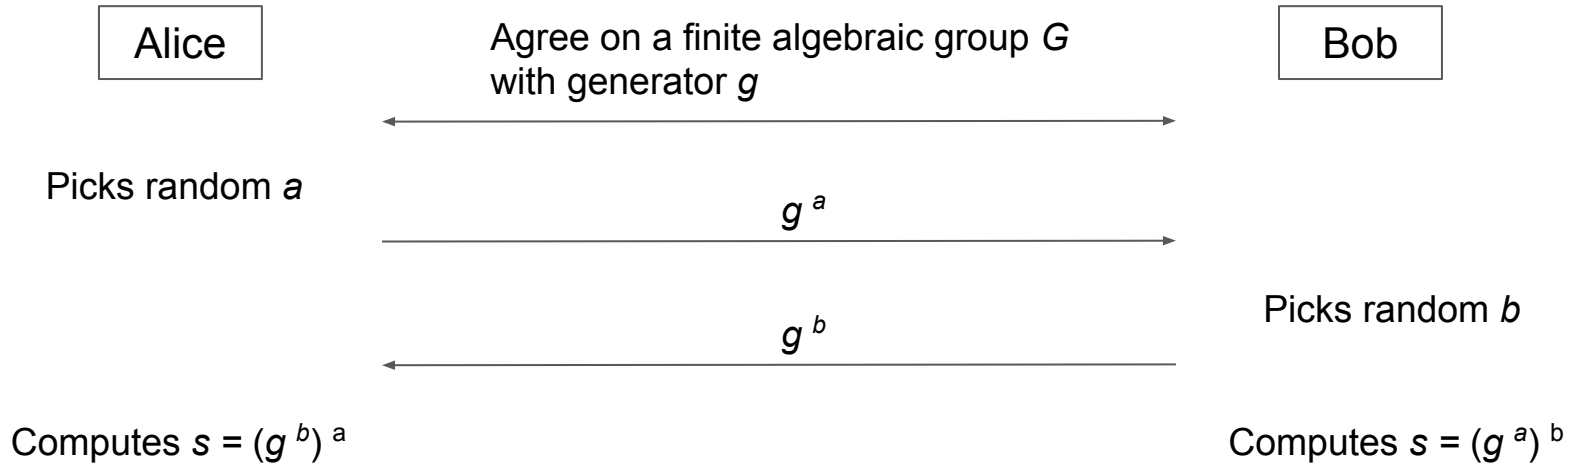 Alice
Agree on a finite algebraic group G
with generator g
Bob
Picks random a
g ᵃ
Picks random b
g ᵇ
Computes s = (g ᵇ) ᵃ
Computes s = (g ᵃ) ᵇ